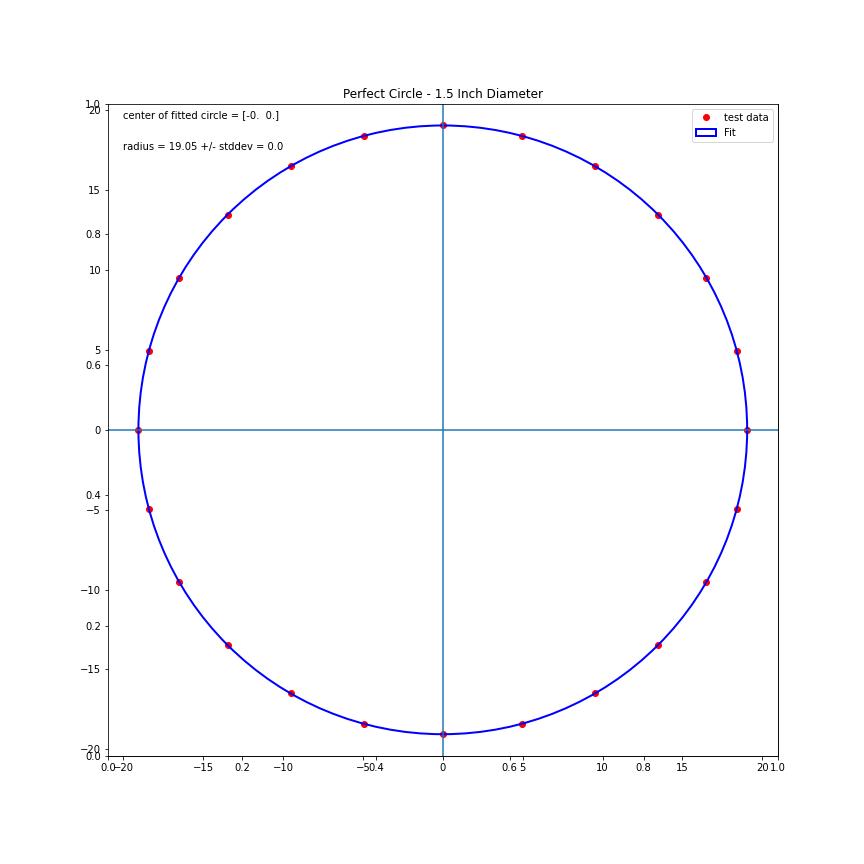 Perfect Circle - 1.5 Inch Diameter
center of fitted circle = [-0.  0.]
radius = 19.05 +/- stddev = 0.0
test data
Fit
1.0
20
15
0.8
10
5
0.6
0
0.4
−5
−10
0.2
−15
−20
0.0
0.0 −20 −15 0.2 −10 −5 0.4 0 0.6 5 10 0.8 15 20 1.0